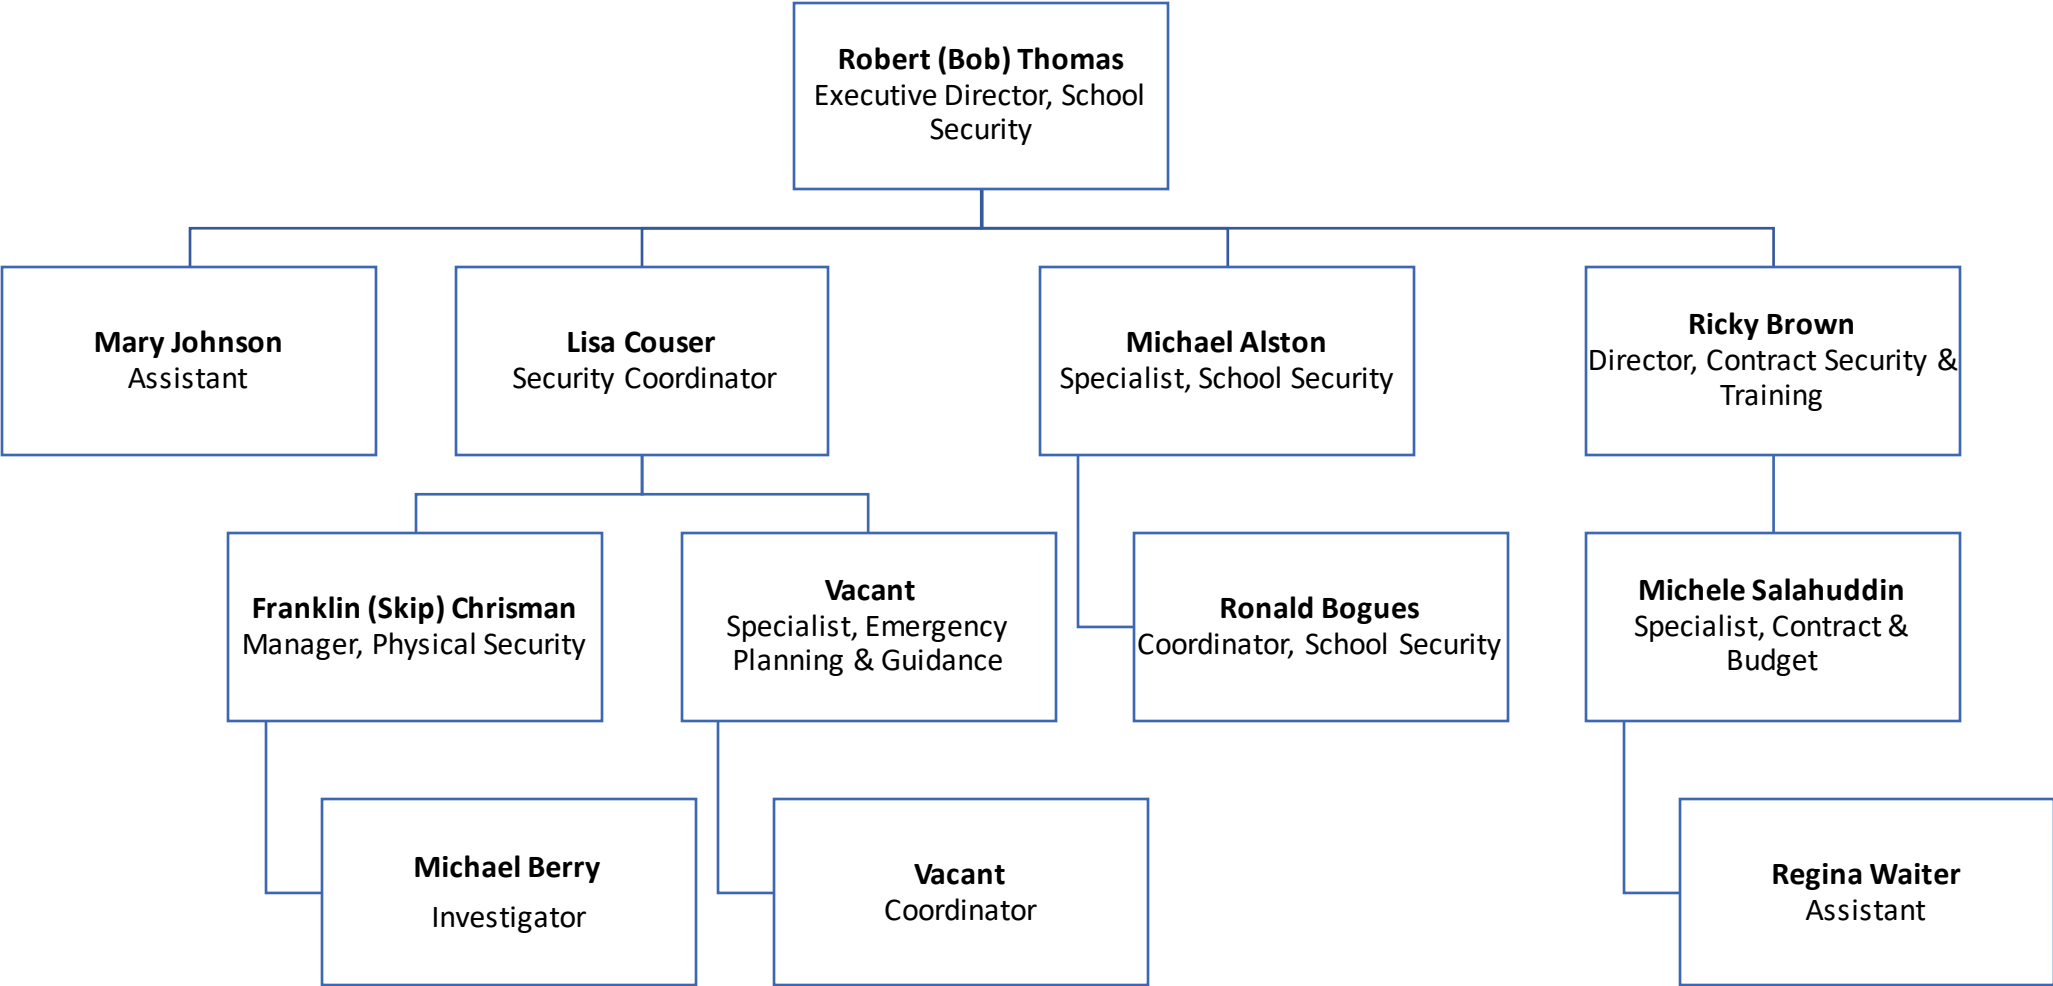 Robert (Bob) Thomas
Executive Director, School
Security
Mary Johnson
Assistant
Lisa Couser
Security Coordinator
Michael Alston
Specialist, School Security
Ricky Brown
Director, Contract Security &
Training
Franklin (Skip) Chrisman
Manager, Physical Security
Vacant
Specialist, Emergency
Planning & Guidance
Ronald Bogues
Coordinator, School Security
Michele Salahuddin
Specialist, Contract &
Budget
Michael Berry
Investigator
Vacant
Coordinator
Regina Waiter
Assistant